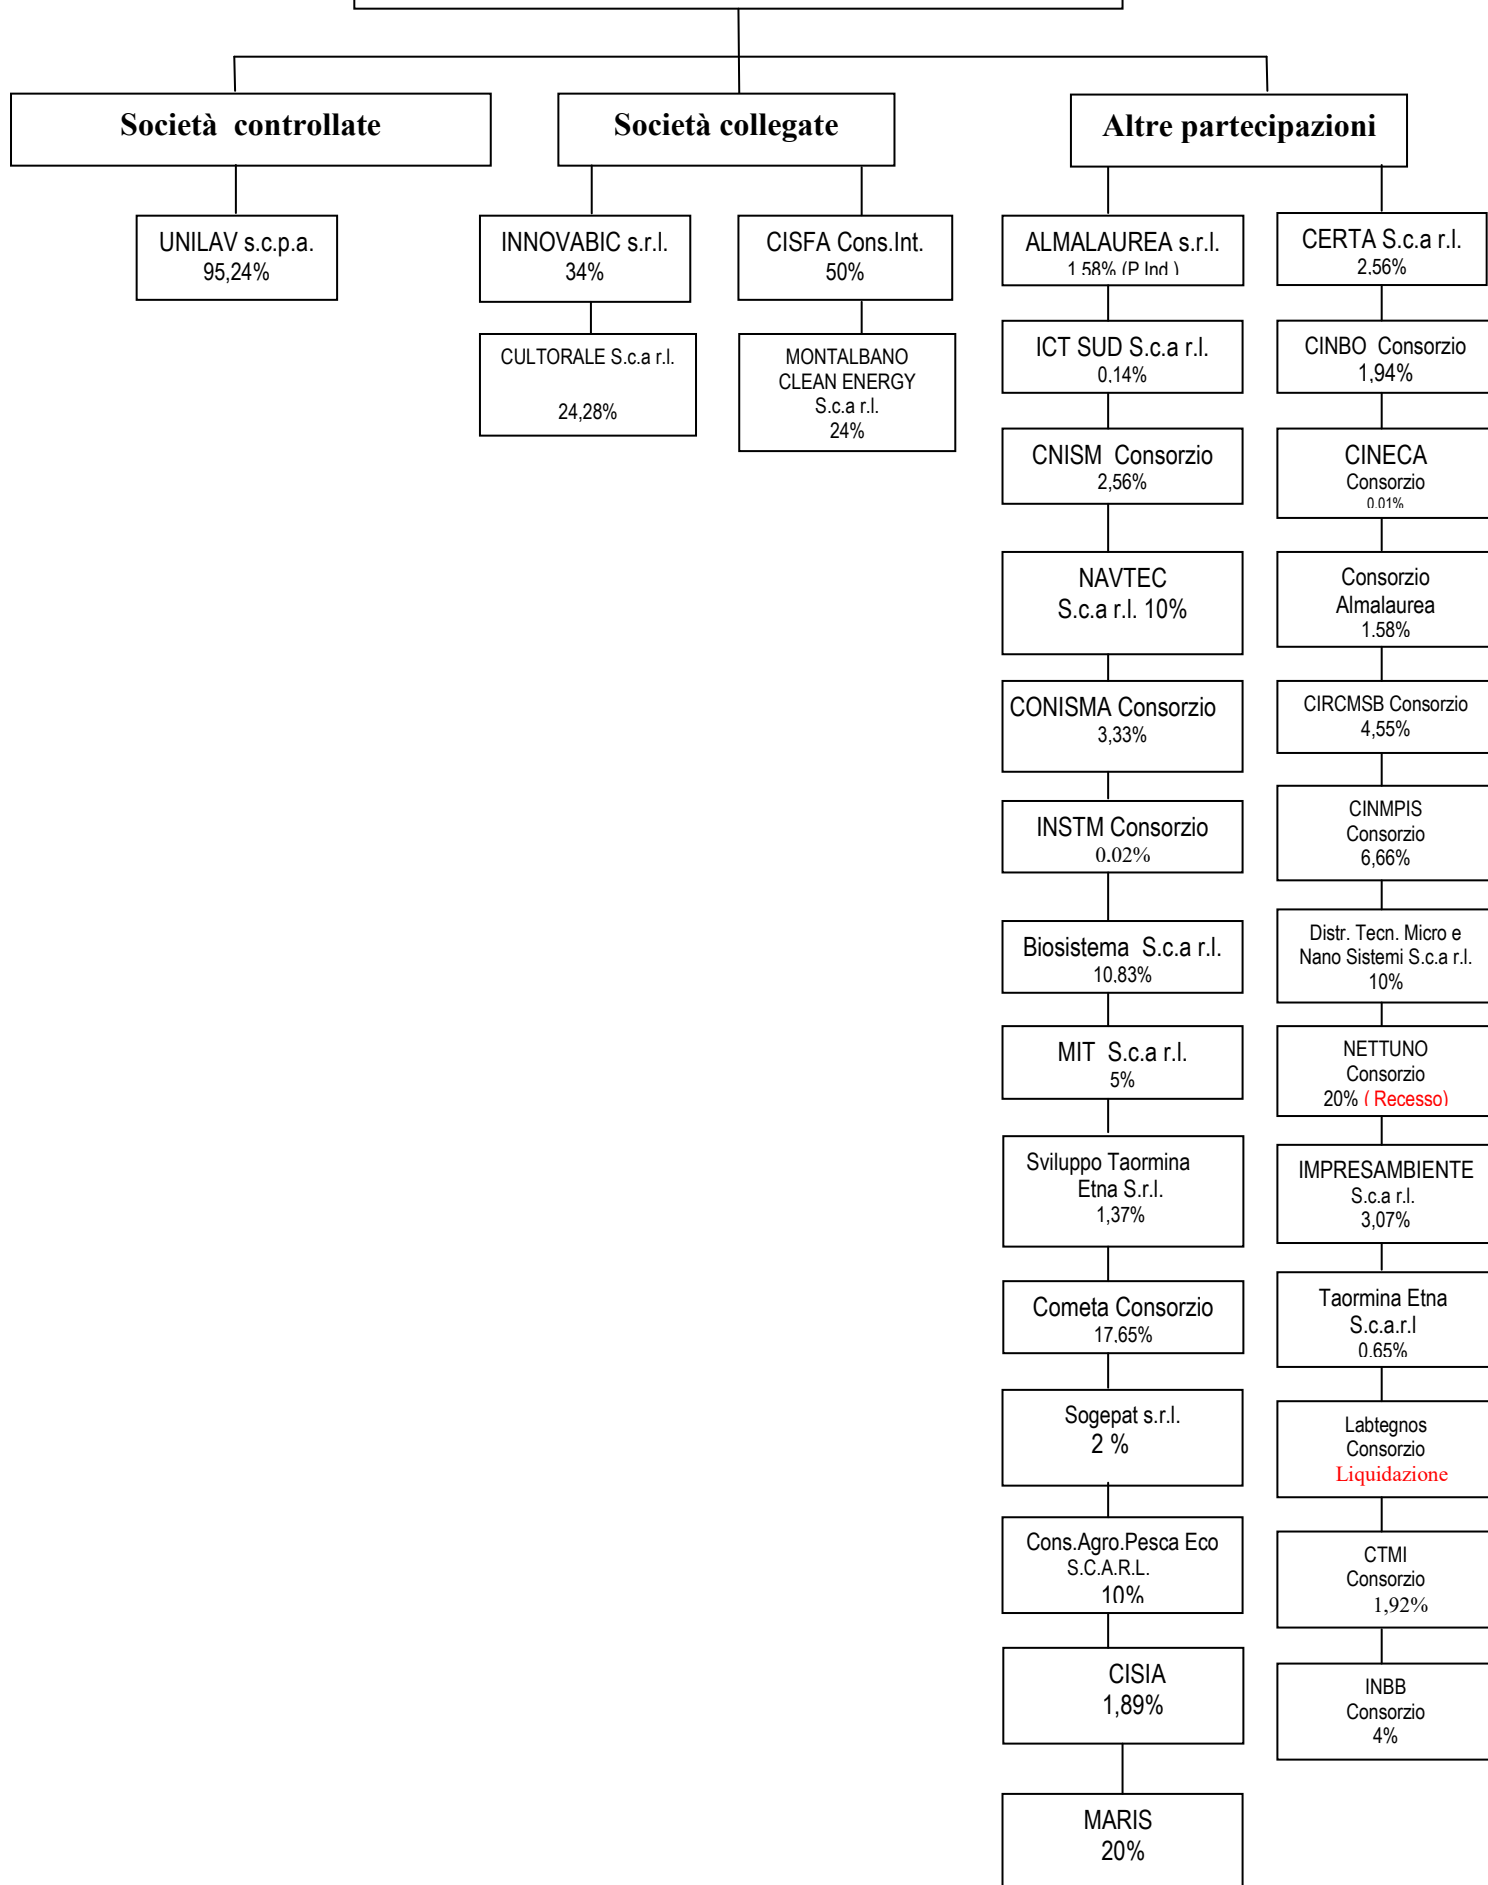 Società controllate
Società collegate
Altre partecipazioni
UNILAV s.c.p.a.
95,24%
INNOVABIC s.r.l.
34%
CULTORALE S.c.a r.l.
24,28%
CISFA Cons.Int.
50%
MONTALBANO
CLEAN ENERGY
S.c.a r.l.
24%
ALMALAUREA s.r.l.
1.58% (P.Ind.)
ICT SUD S.c.a r.l.
0,14%
CNISM Consorzio
2,56%
NAVTEC
S.c.a r.l. 10%
CONISMA Consorzio
3,33%
INSTM Consorzio
0.02%
Biosistema S.c.a r.l.
10,83%
MIT S.c.a r.l.
5%
Sviluppo Taormina
Etna S.r.l.
1,37%
Cometa Consorzio
17,65%
Sogepat s.r.l.
2 %
Cons.Agro.Pesca Eco
S.C.A.R.L.
10%
CISIA
1,89%
MARIS
20%
CERTA S.c.a r.l.
2,56%
CINBO Consorzio
1,94%
CINECA
Consorzio
0.01%
Consorzio
Almalaurea
1.58%
CIRCMSB Consorzio
4,55%
CINMPIS
Consorzio
6,66%
Distr. Tecn. Micro e
Nano Sistemi S.c.a r.l.
10%
NETTUNO
Consorzio
20% ( Recesso)
IMPRESAMBIENTE
S.c.a r.l.
3,07%
Taormina Etna
S.c.a.r.l
0.65%
Labtegnos
Consorzio
Liquidazione
CTMI
Consorzio
1,92%
INBB
Consorzio
4%